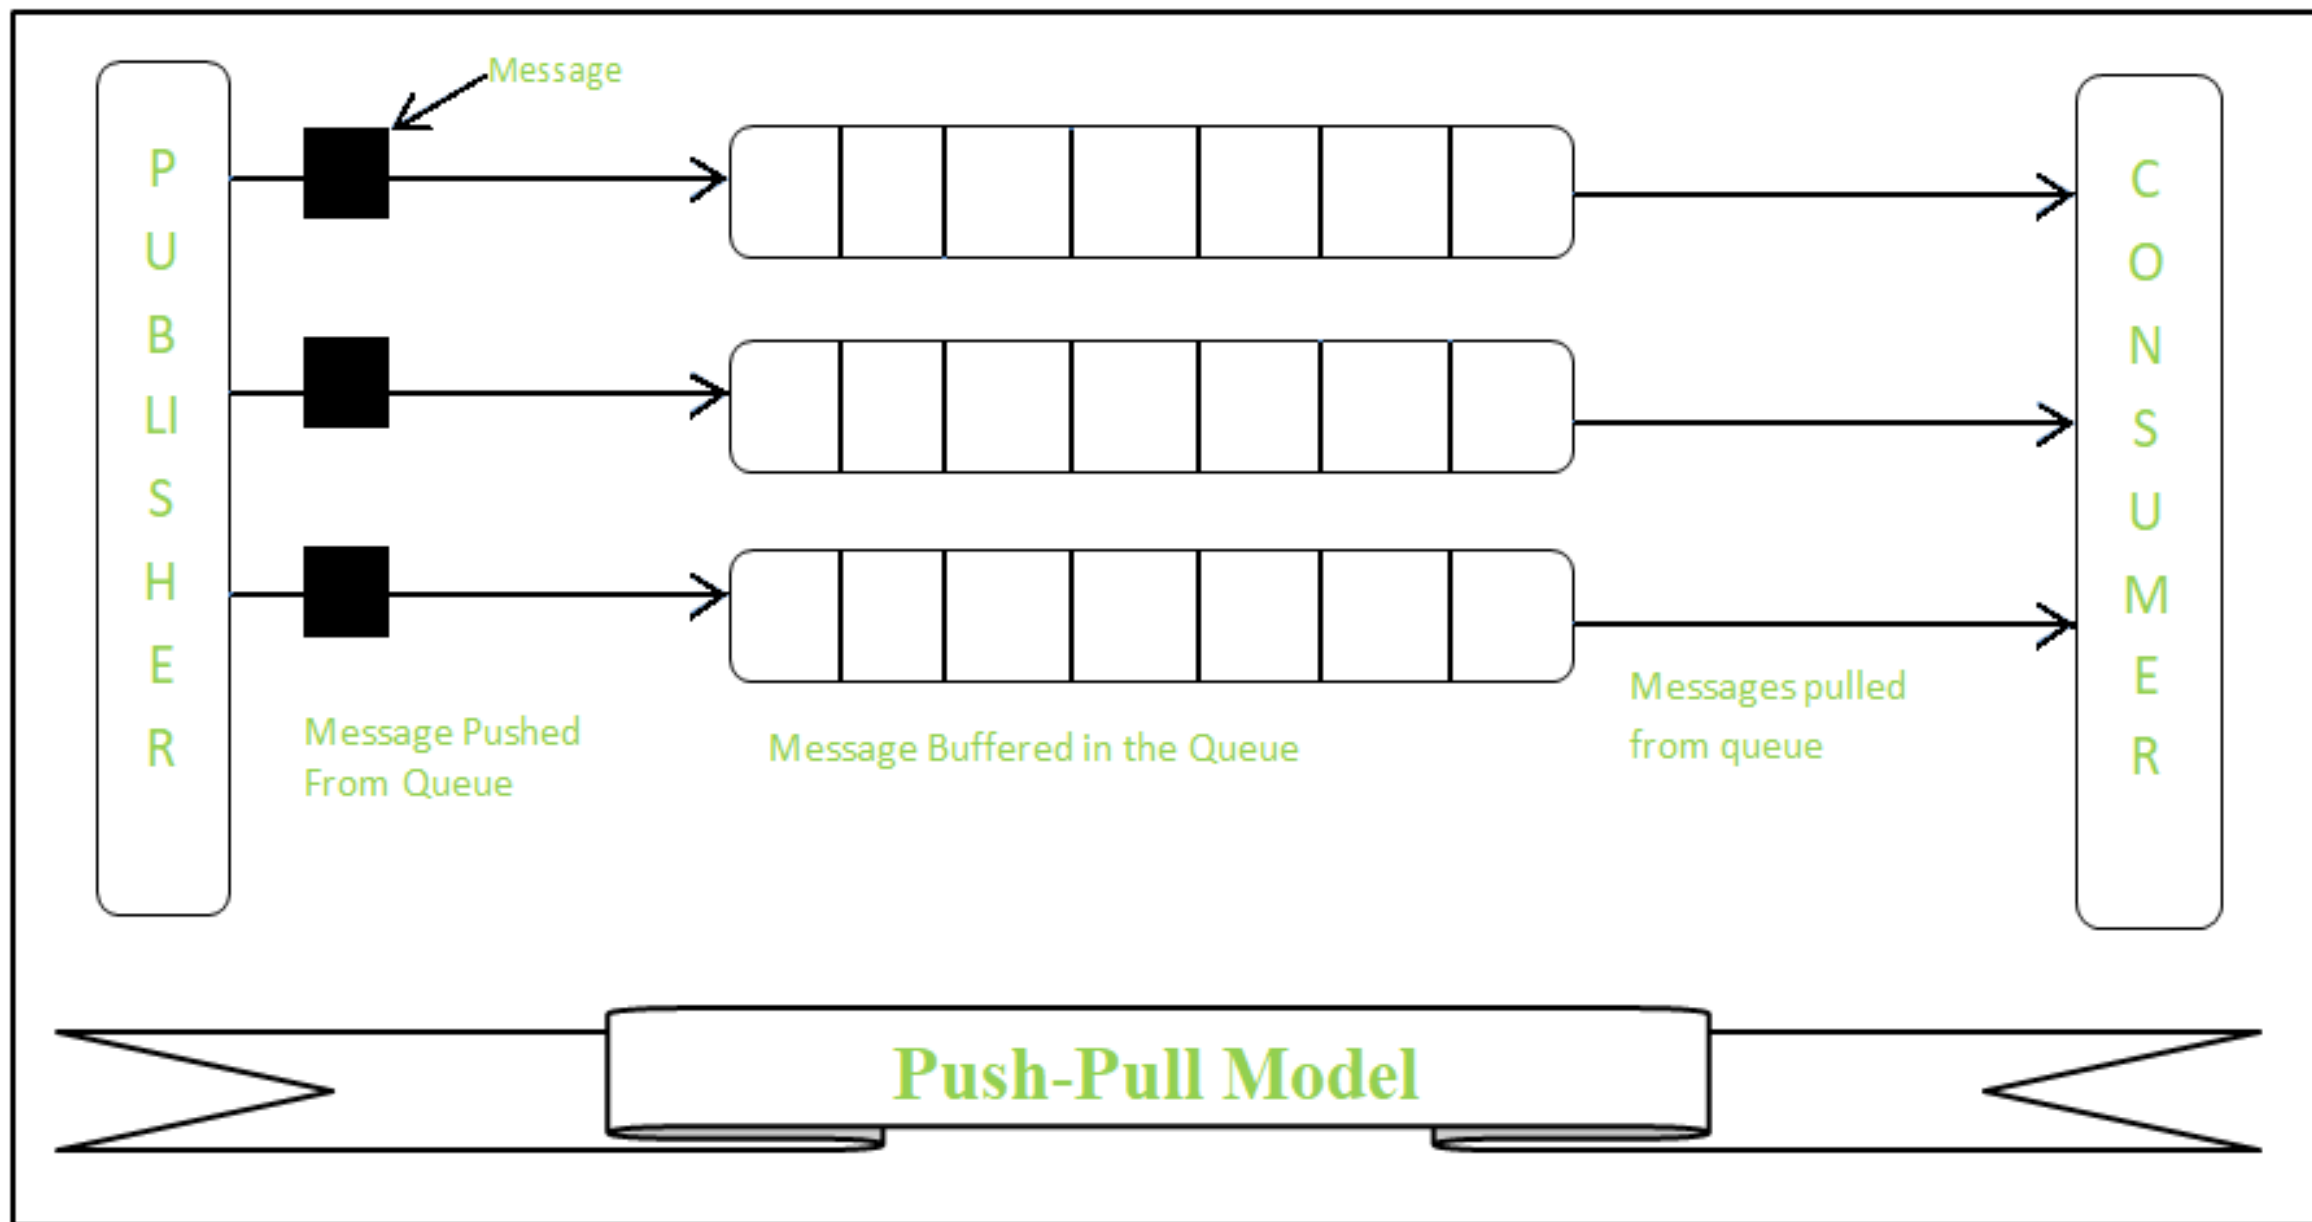 Message
P
U
B
LI
S
H
E
R
C
O
N
S
U
M
E
R
Message Pushed
From Queue
Message Buffered in the Queue
Messages pulled
from queue
Push-Pull Model